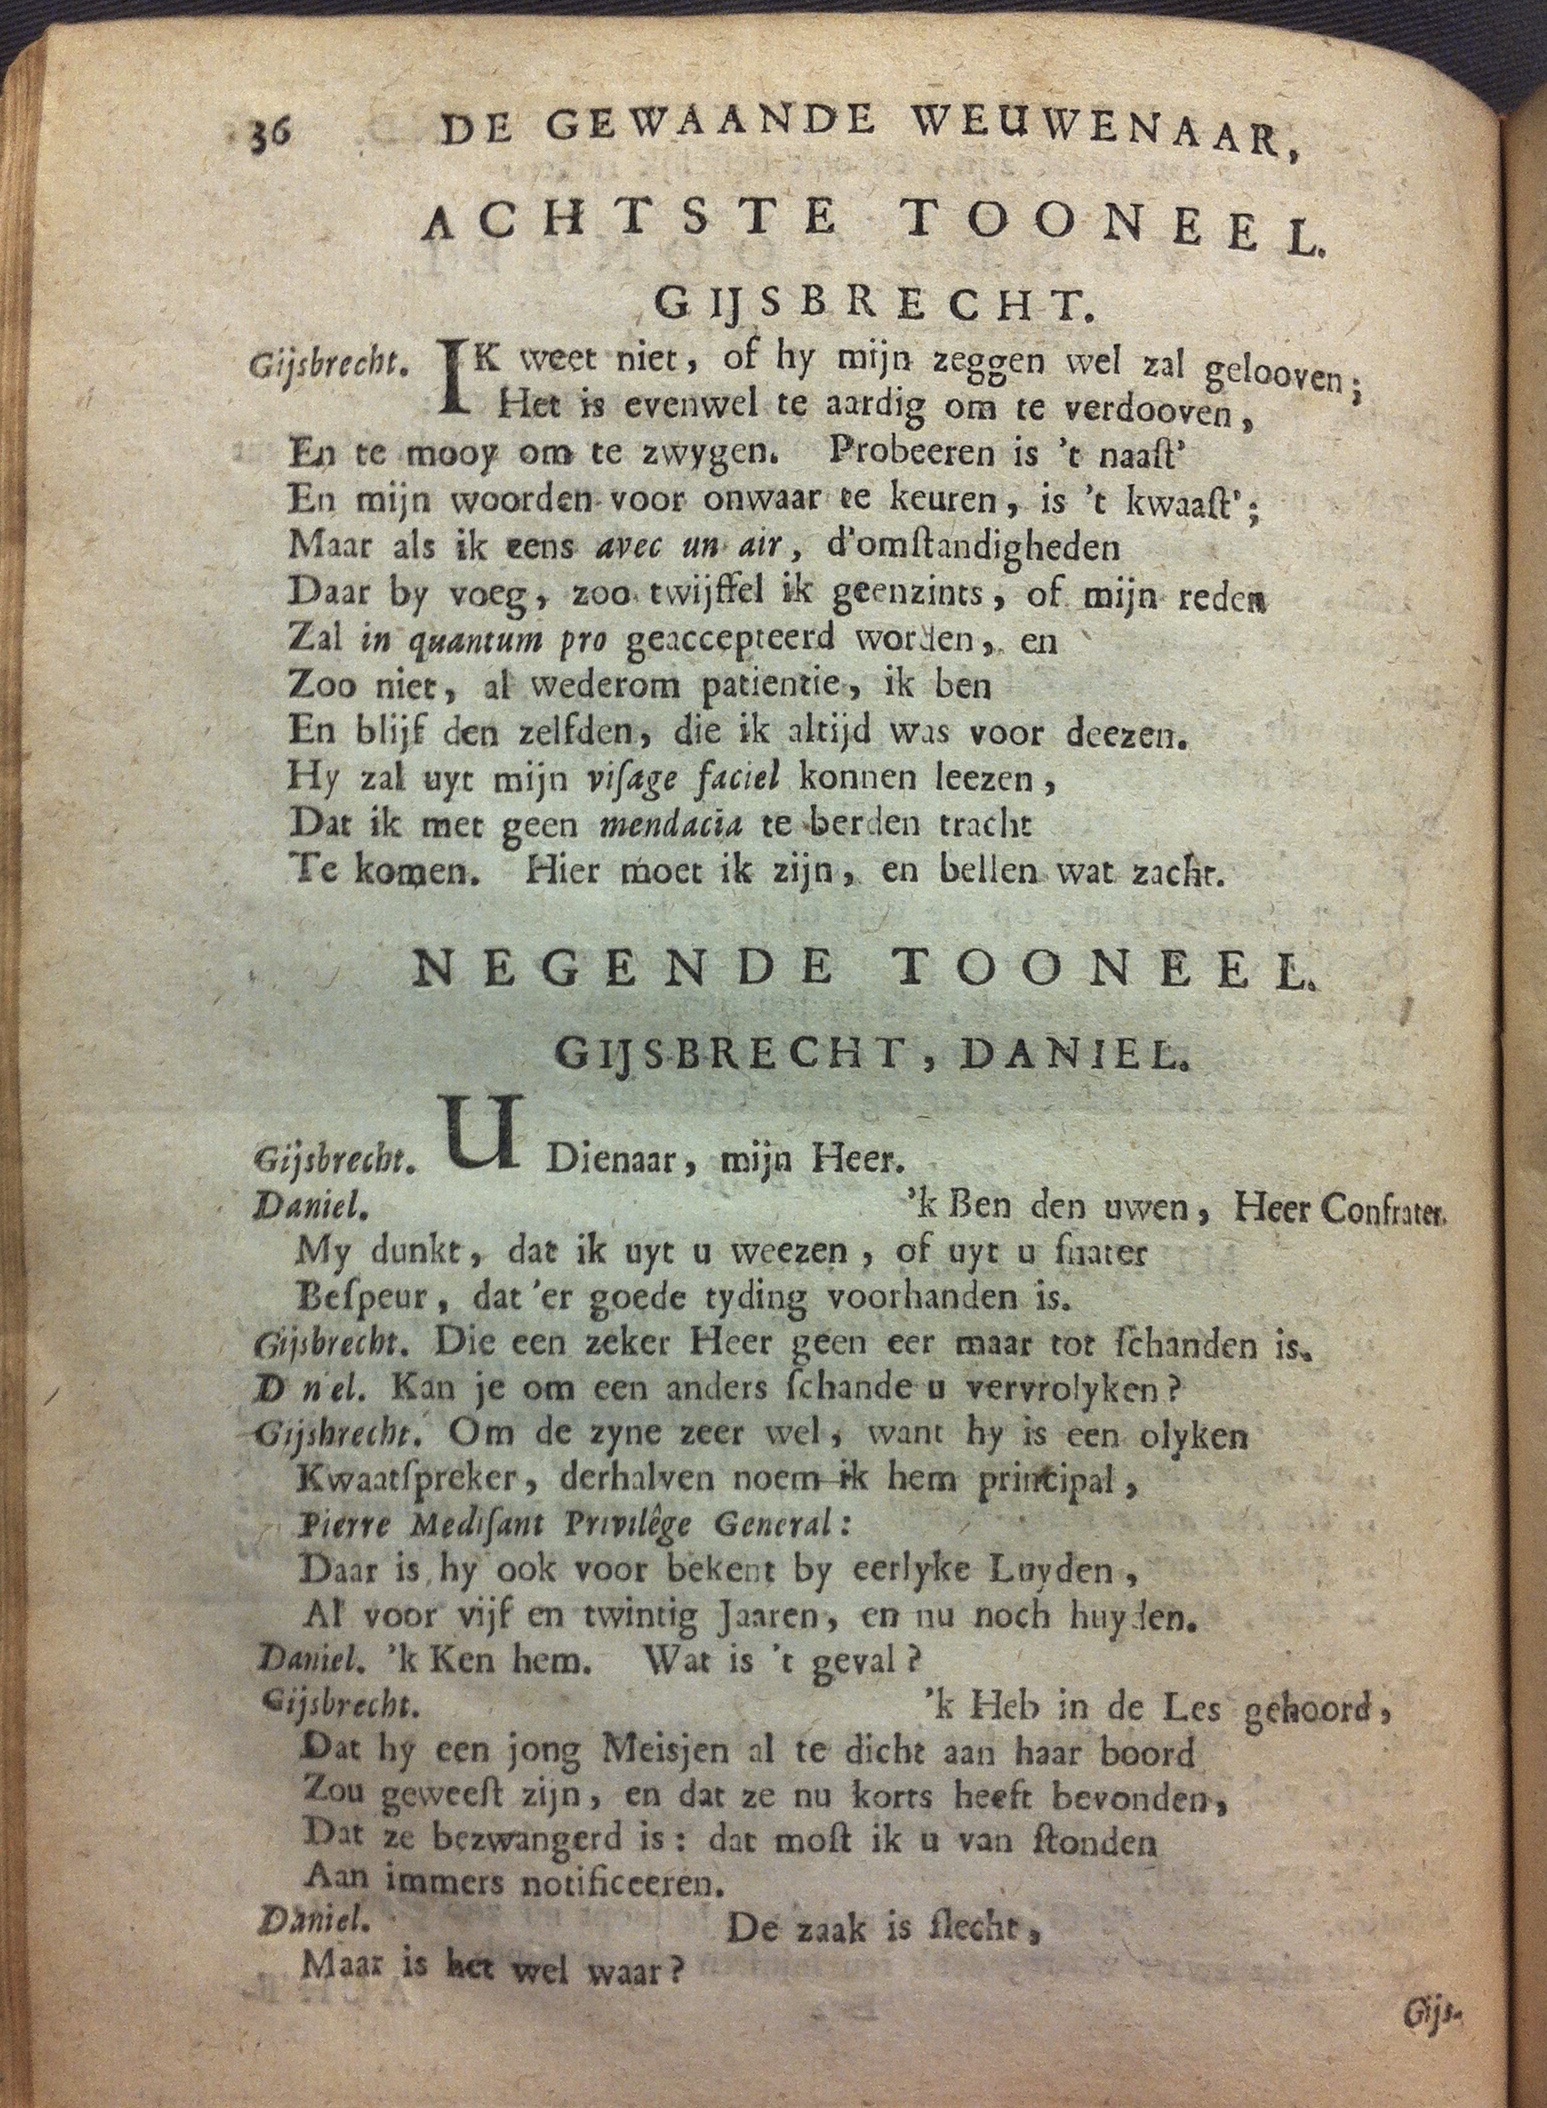 36 DE GEWAANDE WEUWENAAR,
ACHTSTE TOONEEL.
GIJSBRECHT.
Gijsbrecht. IK weet niet, of hy mijn zeggen wel zal gelooven;
Het is evenwel te aardig om te verdooven,
En te mooy om te zwygen. Probeeren is 't naaſt'
En mijn woorden voor onwaar te keuren, is 't kwaaſt';
Maar als ik eens avec un air, d'omſtandigheden
Daar by voeg, zoo twijffel ik geenzints, of mijn reden
Zal in quantum pro geaccepteerd worden, en
Zoo niet, al wederom patientie, ik ben
En blijf den zelfden, die ik altijd was voor deezen.
Hy zal uyt mijn viſage faciel konnen leezen,
Dat ik met geen mendacia te berden tracht
Te komen. Hier moet ik zijn, en bellen wat zacht.
NEGENDE TOONEEL.
GIJSBRECHT, DANIEL.
Gijsbrecht. U Dienaar, mijn Heer.
Daniel. 'k Ben den uwen, Heer Confrater.
My dunkt, dat ik uyt u weezen, of uyt u ſnater
Beſpeur, dat 'er goede tyding voorhanden is.
Gijsbrecht. Die een zeker Heer geen eer maar tot ſchanden is.
D n el. Kan je om een anders ſchande u vervrolyken?
Gijsbrecht. Om de zyne zeer wel, want hy is een olyken
Kwaatſpreker, derhalven noem ik hem principal,
Pierre Mediſant Privilêge General:
Daar is hy ook voor bekent by eerlyke Luyden,
Al voor vijf en twintig Jaaren, en nu noch huyden.
Daniel. 'k Ken hem. Wat is 't geval?
Gijsbrecht. 'k Heb in de Les gehoord,
Dat hy een jong Meisjen al te dicht aan haar boord
Zou geweeſt zijn, en dat ze nu korts heeft bevonden,
Dat ze bezwangerd is: dat moſt ik u van ſtonden
Aan immers notificeeren.
Daniel. De zaak is ſlecht,
Maar is het wel waar?
Gijs-